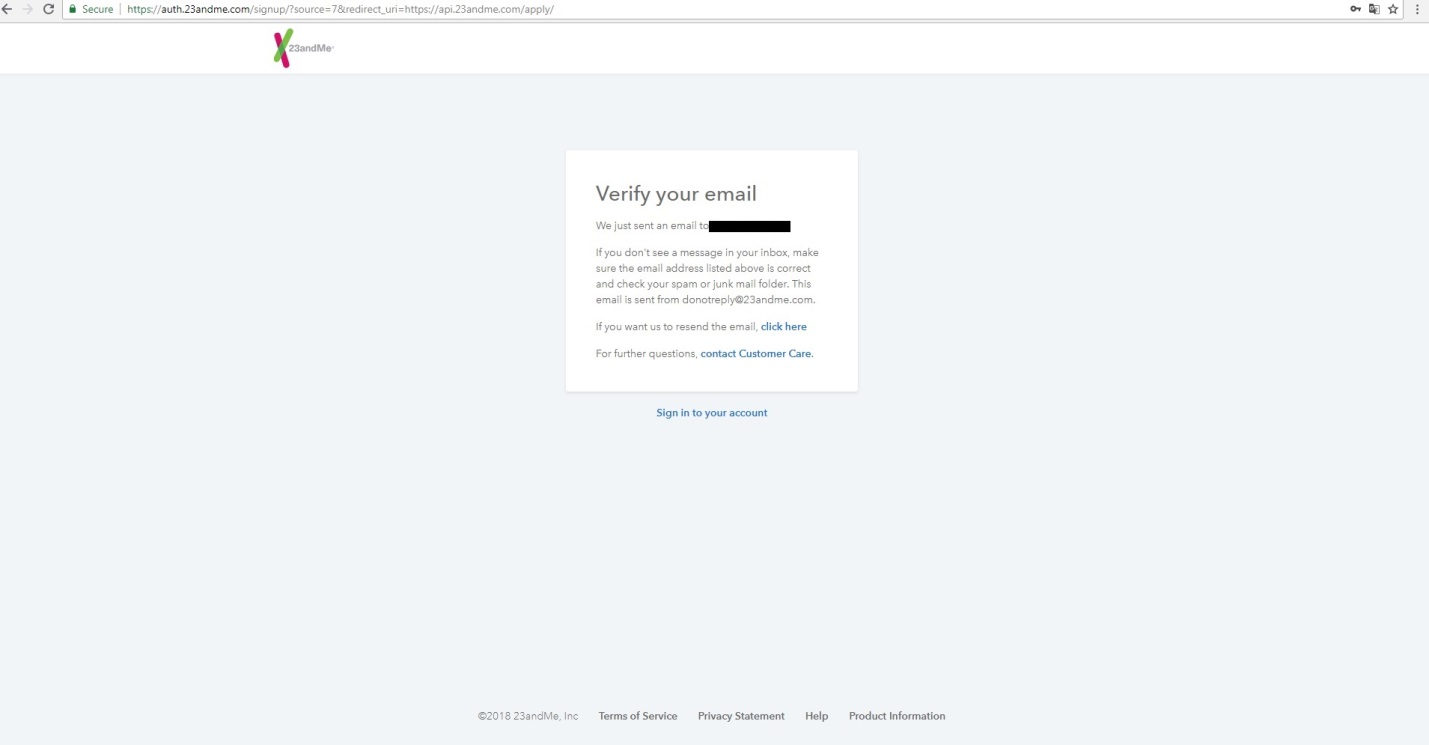 Secure | https://auth.23andme.com/signup/?source=7&redirect_uri=https://api.23andme.com/apply/
23andMe
Verify your email
We just sent an email to
If you don't see a message in your inbox, make
sure the email address listed above is correct
and check your spam or junk mail folder. This
email is sent from donotreply@23andme.com.
If you want us to resend the email, click here
For further questions, contact Customer Care.
Sign in to your account
©2018 23andMe, Inc Terms of Service Privacy Statement Help Product Information